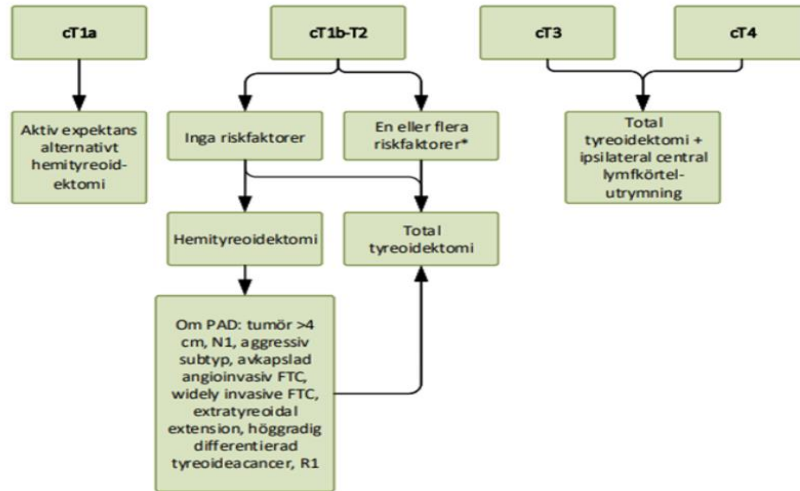 cT1a
cT1b-T2
cT3
cT4
Aktiv expektans
alternativt
hemityreoid-
ektomi
Inga riskfaktorer
En eller flera
riskfaktorer*
Total
tyreoidektomi +
ipsilateral central
lymfkörtel-
utrymning
Hemityreoidektomi
Total
tyreoidektomi
Om PAD: tumör >4
cm, N1, aggressiv
subtyp, avkapslad
angioinvasiv FTC,
widely invasive FTC,
extratyreoidal
extension, höggradig
differentierad
tyreoideacancer, R1